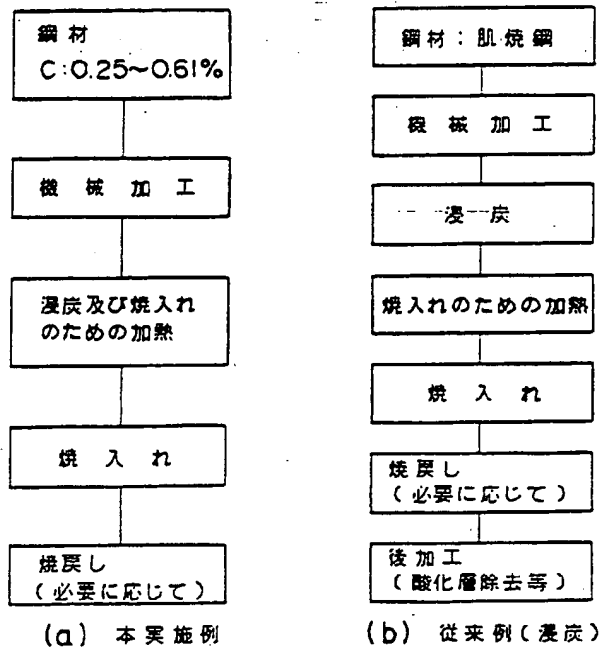 鋼材
C:0.25~0.61%
機械加工
浸炭及び焼入れ
のための加熱
焼入れ
焼戻し
(必要に応じて)
(a) 本実施例
鋼材:肌焼鋼
機械加工
浸炭
焼入れのための加熱
焼入れ
焼戻し
(必要に応じて)
後加工
(酸化層除去等)
(b) 従来例(浸炭)